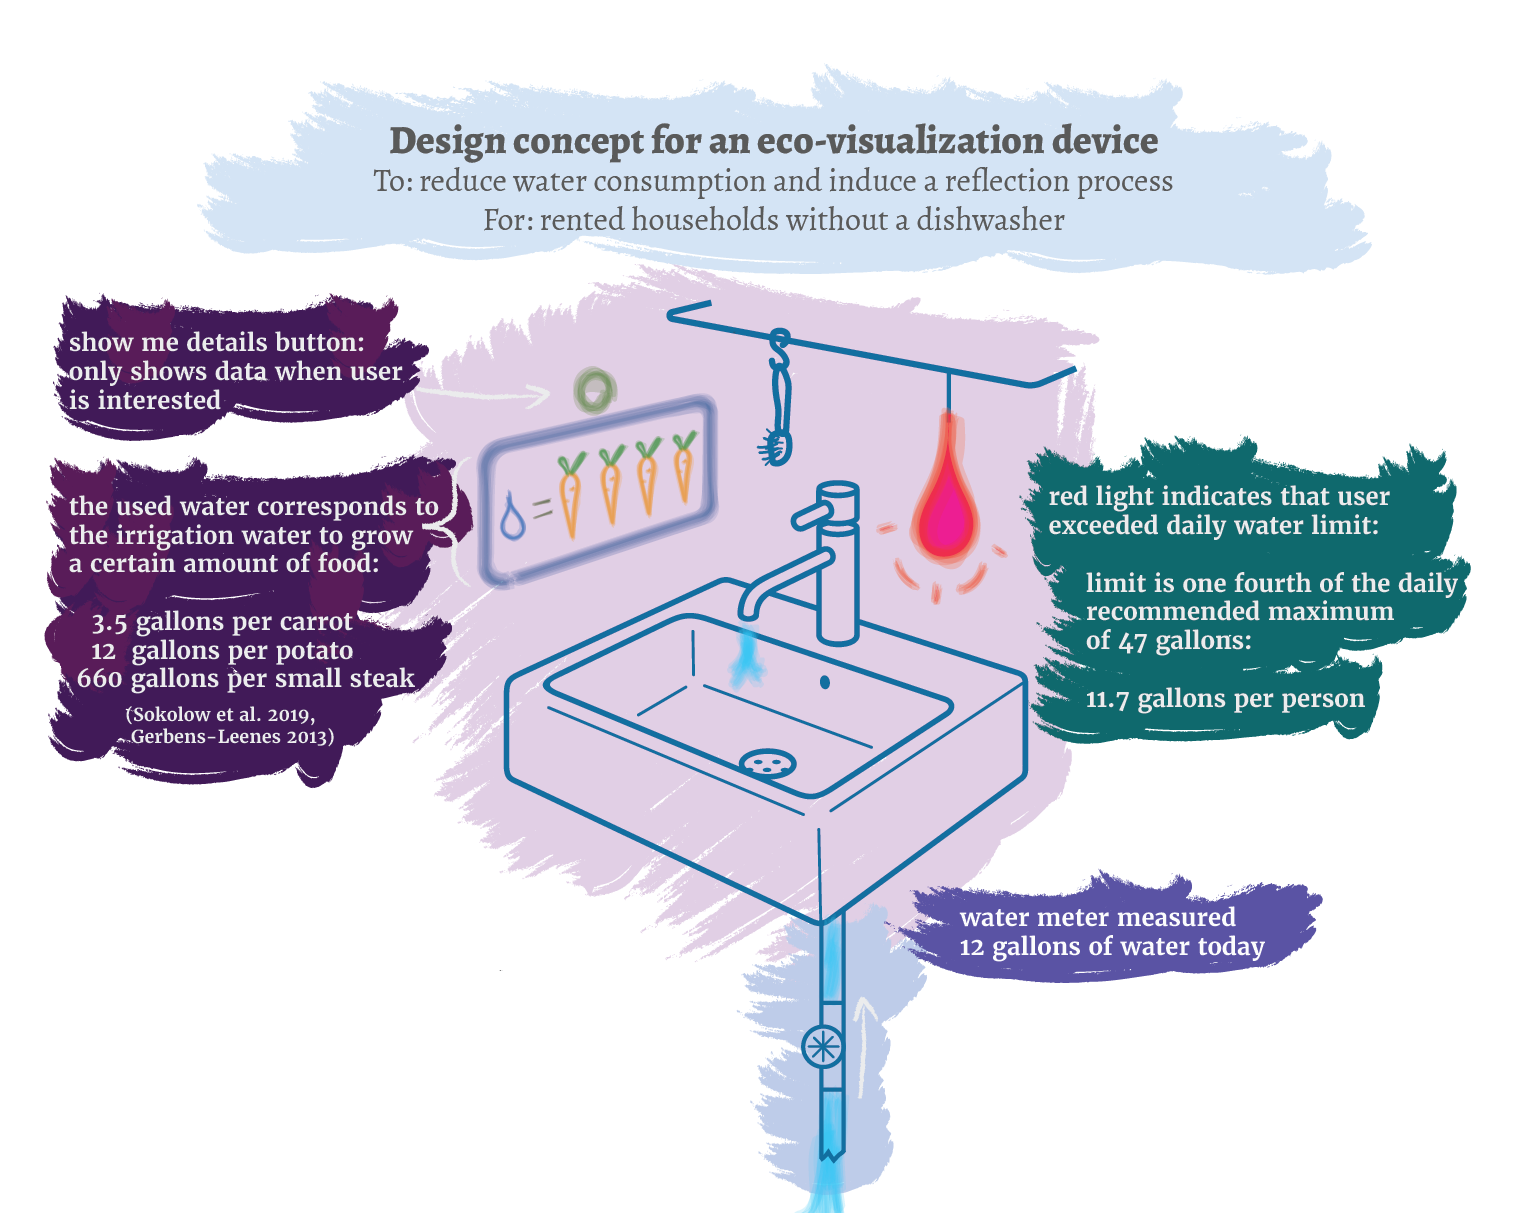 Design concept for an eco-visualization device
To: reduce water consumption and induce a reflection process
For: rented households without a dishwasher
show me details button:
only shows data when user
is interested
the used water corresponds to
the irrigation water to grow
a certain amount of food:
3.5 gallons per carrot
12 gallons per potato
660 gallons per small steak
(Sokolow et al. 2019,
Gerbens-Leenes 2013)
=
red light indicates that user
exceeded daily water limit:
limit is one fourth of the daily
recommended maximum
of 47 gallons:
11.7 gallons per person
water meter measured
12 gallons of water today